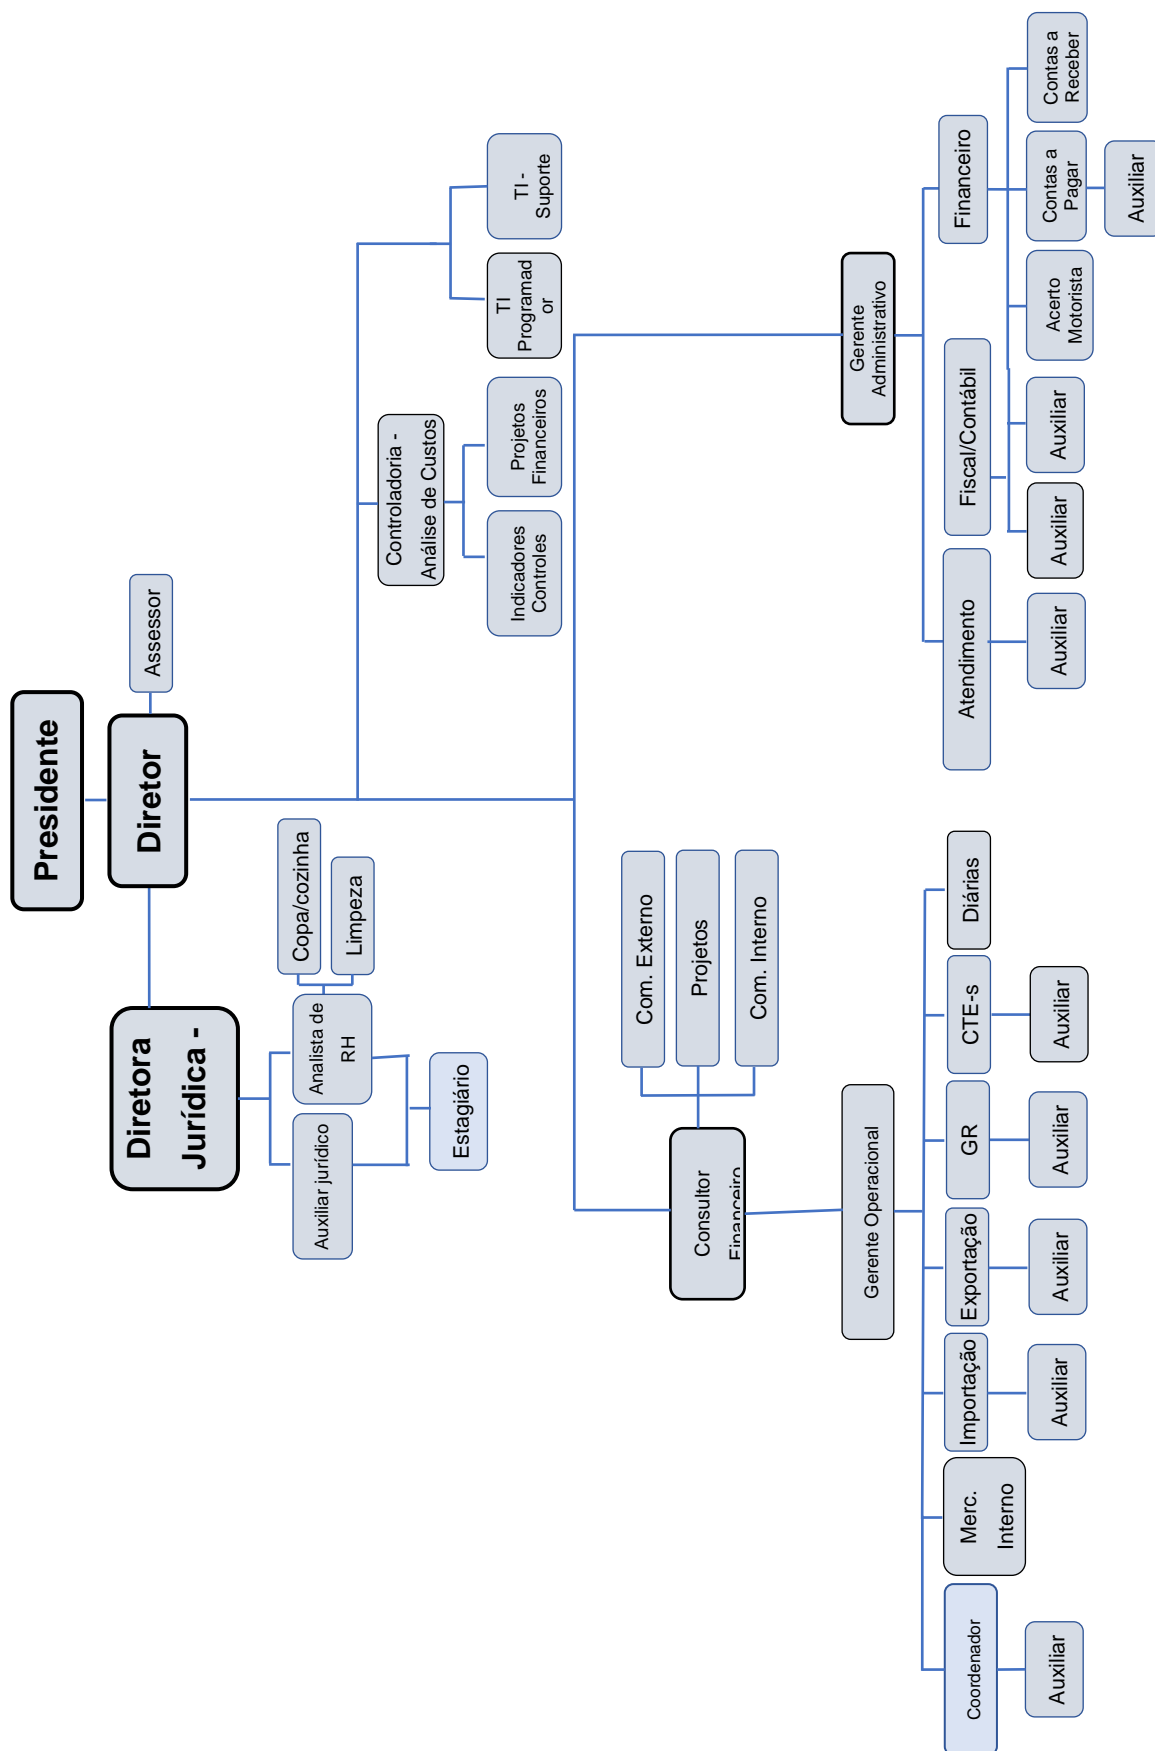 Presidente
Diretor
Assessor
Diretora
Jurídica -
Auxiliar jurídico
Analista de
RH
Copa/cozinha
Limpeza
Estagiário
Controladoria -
Análise de Custos
Indicadores
Controles
Projetos
Financeiros
TI
Programad
or
TI -
Suporte
Consultor
Financeiro
Com. Externo
Projetos
Com. Interno
Gerente Operacional
Gerente
Administrativo
Coordenador
Merc.
Interno
Importação
Exportação
GR
CTE-s
Diárias
Atendimento
Fiscal/Contábil
Financeiro
Auxiliar
Auxiliar
Auxiliar
Auxiliar
Auxiliar
Auxiliar
Auxiliar
Auxiliar
Acerto
Motorista
Contas a
Pagar
Contas a
Receber
Auxiliar